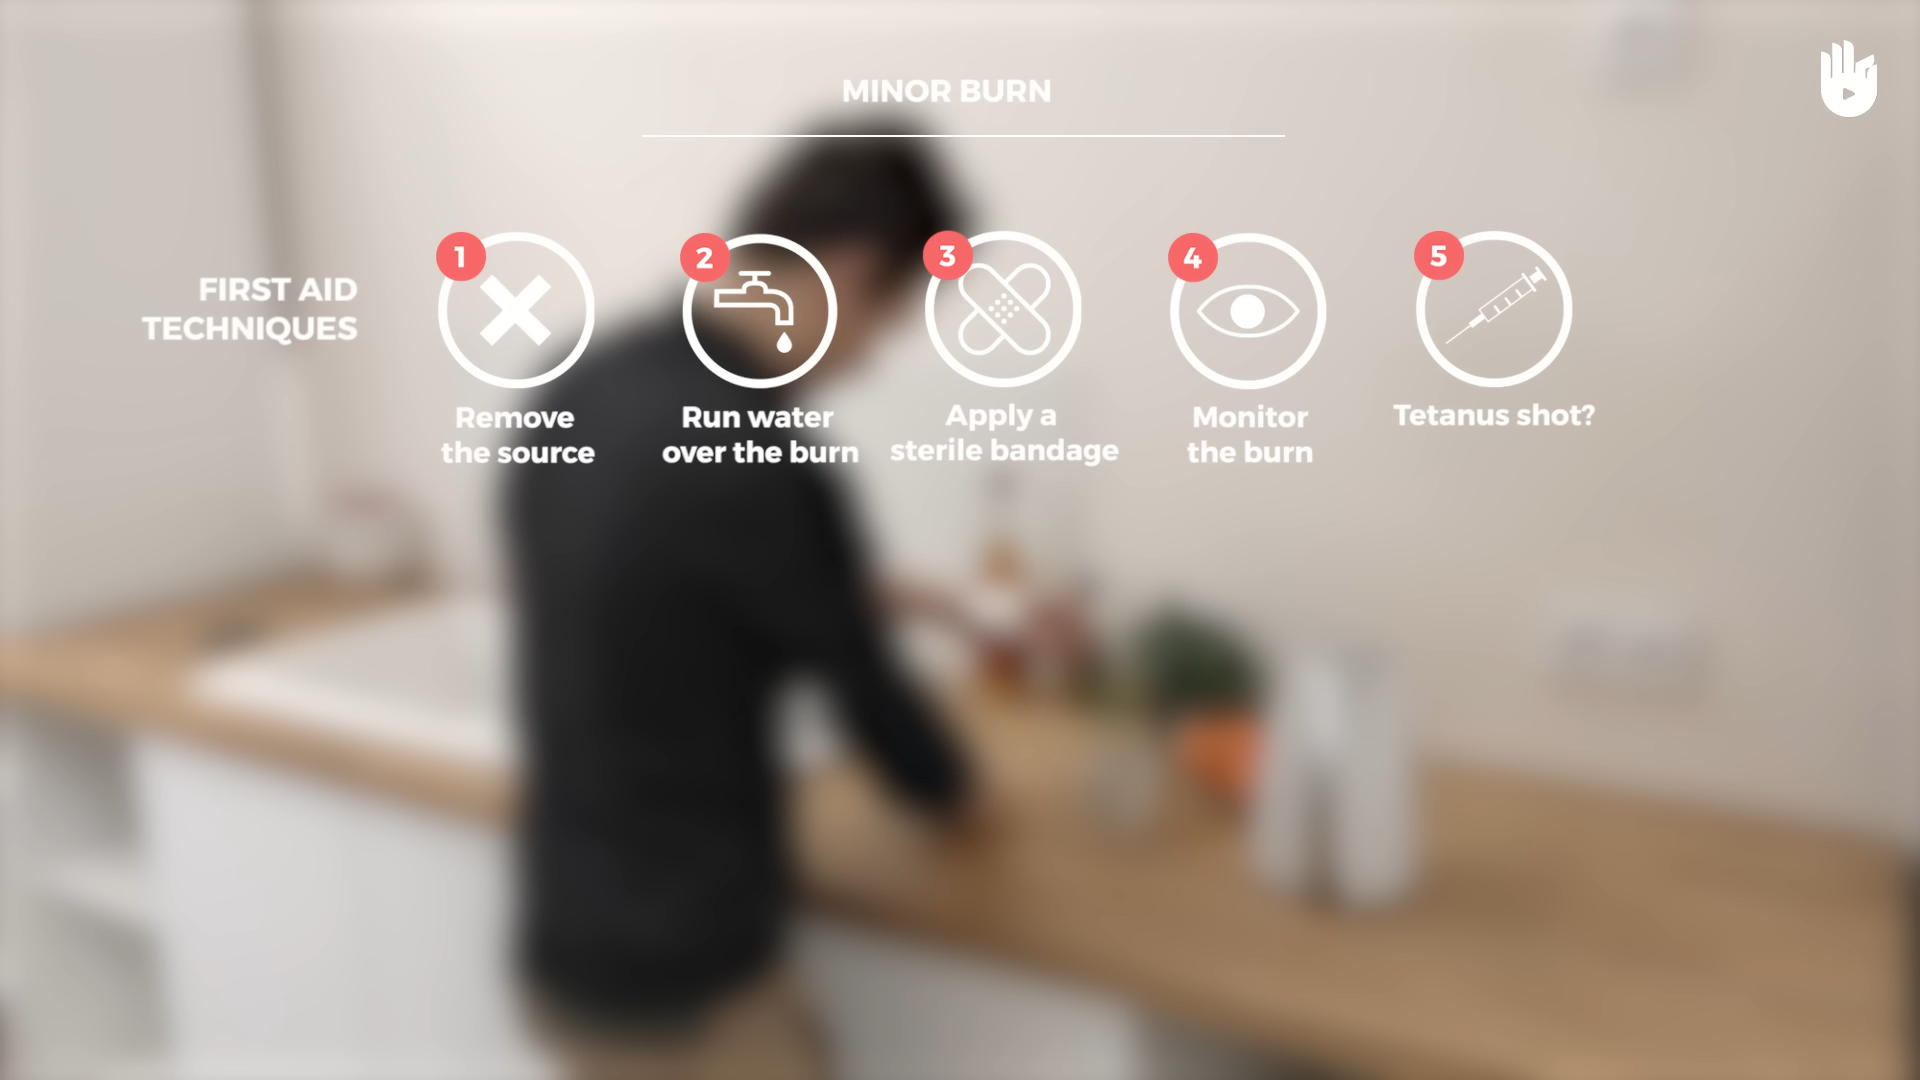 MINOR BURN
FIRST AID
TECHNIQUES
1
2
3
4
5
Remove
the source
Run water
over the burn
Apply a
sterile bandage
Monitor
the burn
Tetanus shot?